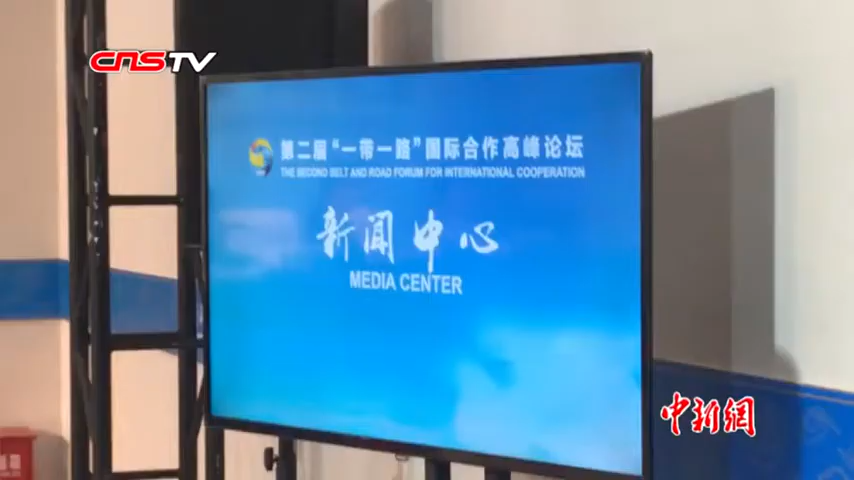 CNSTV
第二届“一带一路”国际合作高峰论坛
THE SECOND BELT AND ROAD FORUM FOR INTERNATIONAL COOPERATION
新闻中心
MEDIA CENTER
中新網